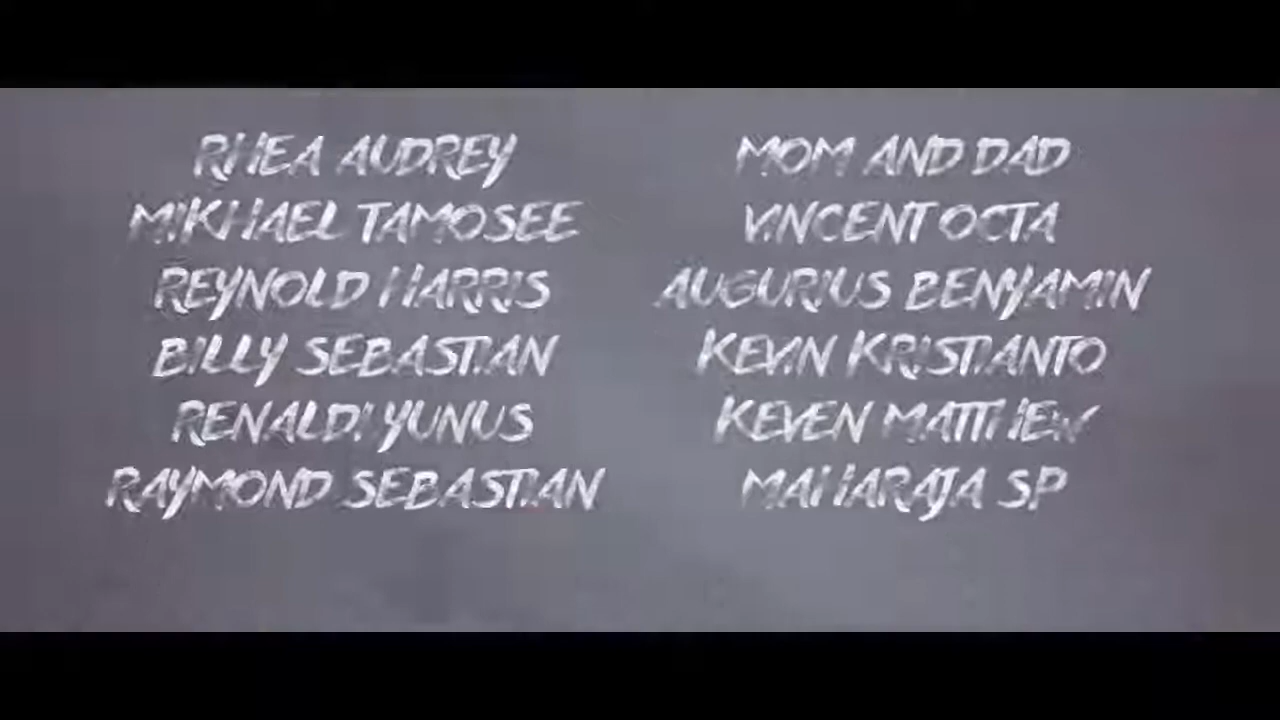 RHEA AUDREY
MIKHAEL TAMOSEE
REYNOLD HARRIS
BILLY SEBASTIAN
RENALDI YUNUS
RAYMOND SEBASTIAN
MOM AND DAD
VINCENT OCTA
AUGURIUS BENYAMIN
KEVIN KRISTIANTO
KEVEN MATTHEW
MAHARAJA SP